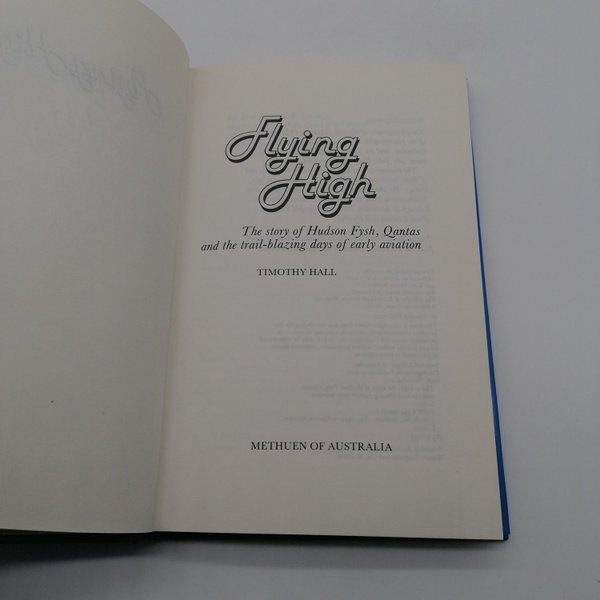 Flying
High
The story of Hudson Fysh, Qantas
and the trail-blazing days of early aviation
TIMOTHY HALL
METHUEN OF AUSTRALIA